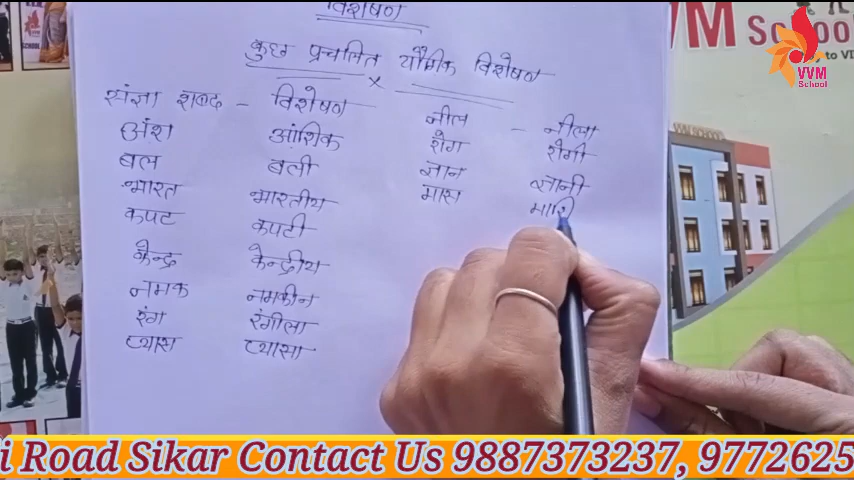 विशेषण
कुछ प्रचलित यौगिक विशेषण
संज्ञा शब्द - विशेषण
अंश आंशिक
बल बली
भारत भारतीय
कपट कपटी
केन्द्र केन्द्रीय
नमक नमकीन
रंग रंगीला
प्यास प्यासा
नील - नीला
रोग रोगी
ज्ञान ज्ञानी
मास मासि
VM School
VVM
School
i Road Sikar Contact Us 9887373237, 9772625